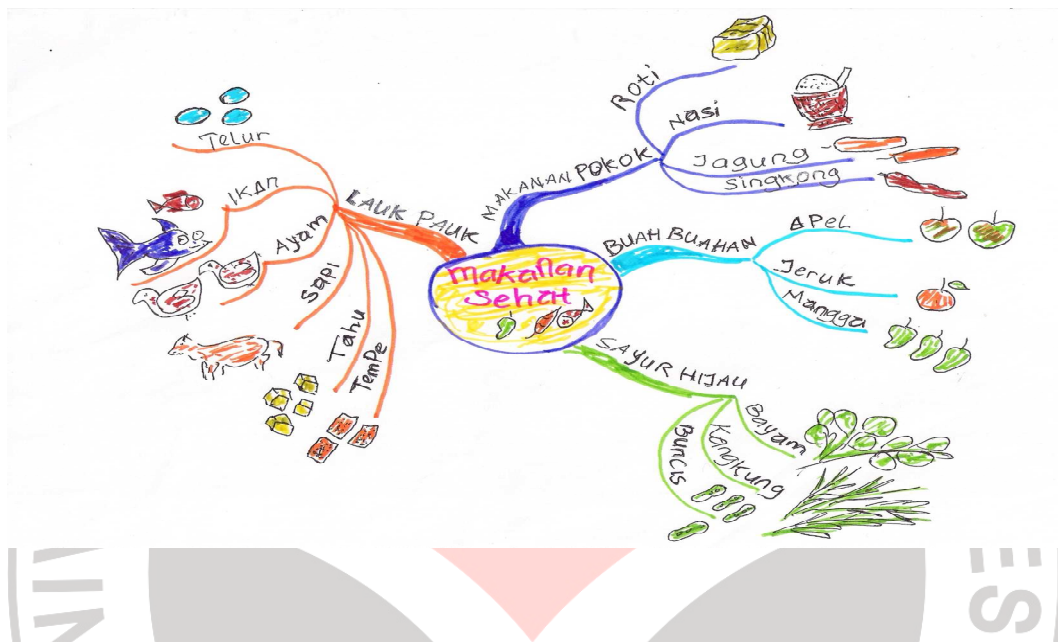 Makanan
Sehat
MAKANAN POKOK
Roti
Nasi
Jagung
Singkong
BUAH BUAHAN
APeL
Jeruk
Mangga
SAYUR HIJAU
Bayam
Kangkung
Buncis
LAUK PAUK
Telur
IKAn
Ayam
Sapi
Tahu
TemPe